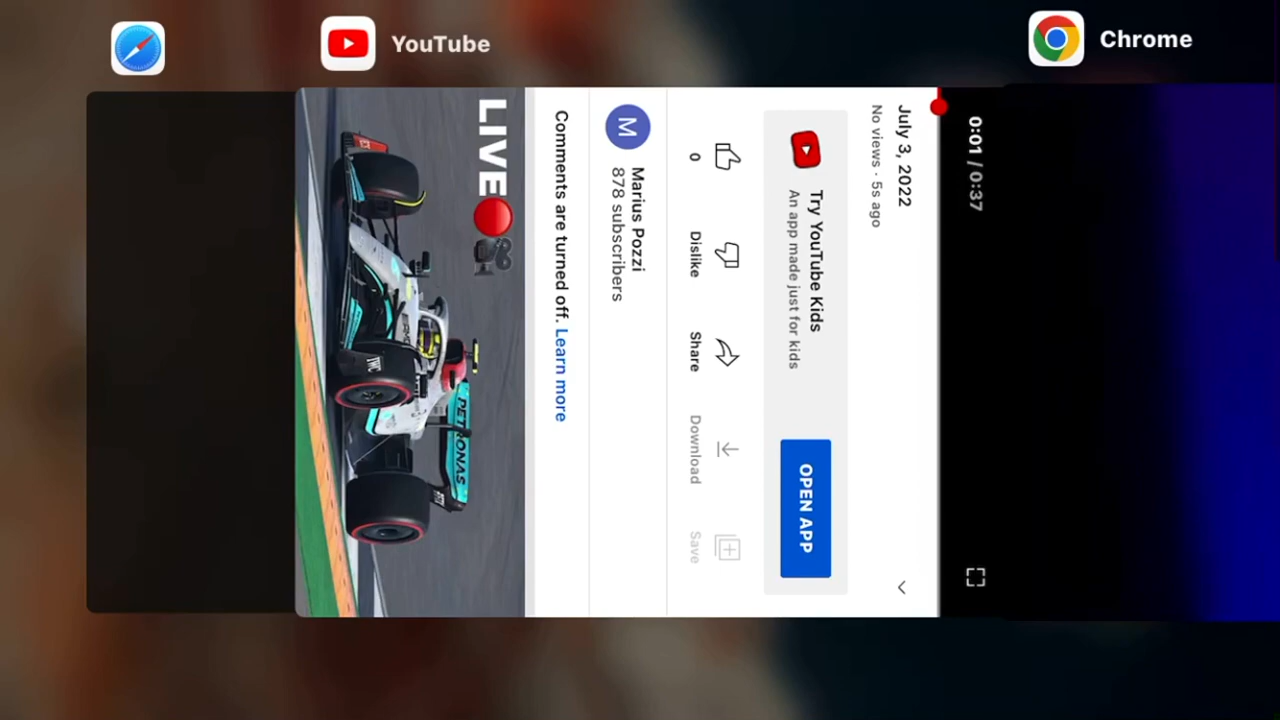 YouTube
Chrome
0:01 / 0:37
July 3, 2022
No views · 5s ago
Try YouTube Kids
An app made just for kids
OPEN APP
0
Dislike
Share
Download
Save
M
Marius Pozzi
878 subscribers
Comments are turned off. Learn more
LIVE
PETRONAS